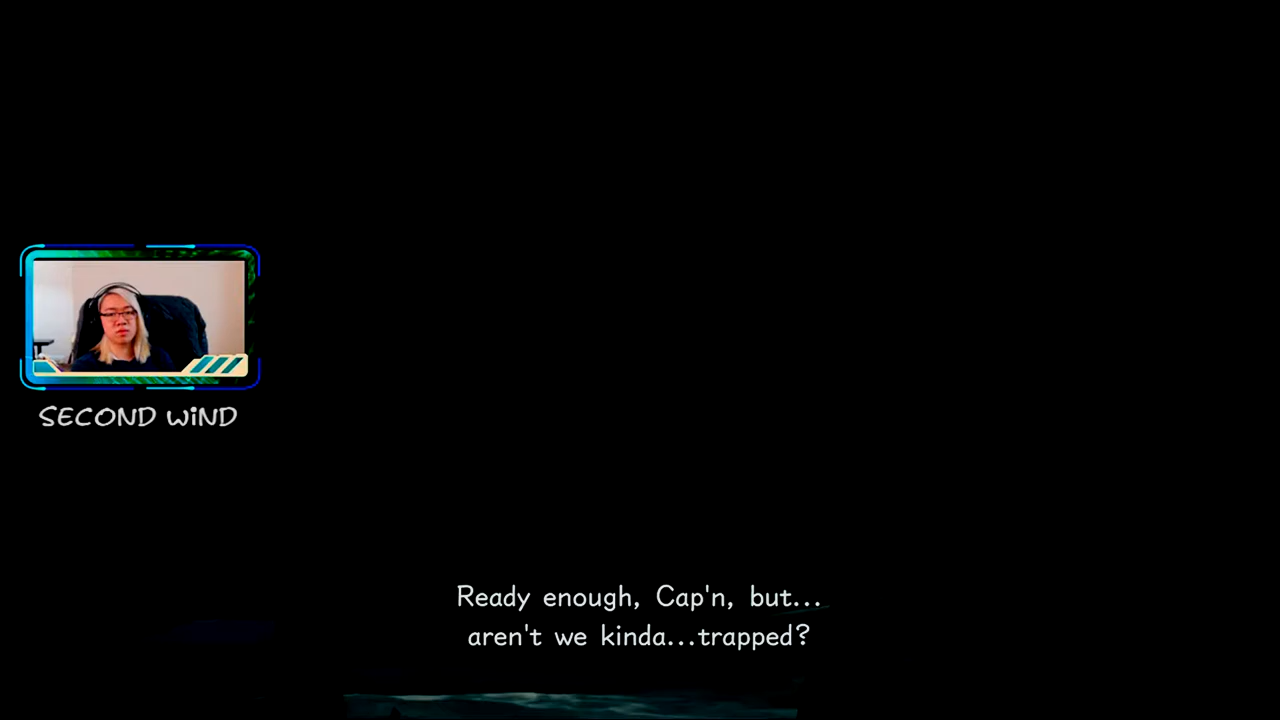 SECOND WiND
Ready enough, Cap'n, but...
aren't we kinda...trapped?